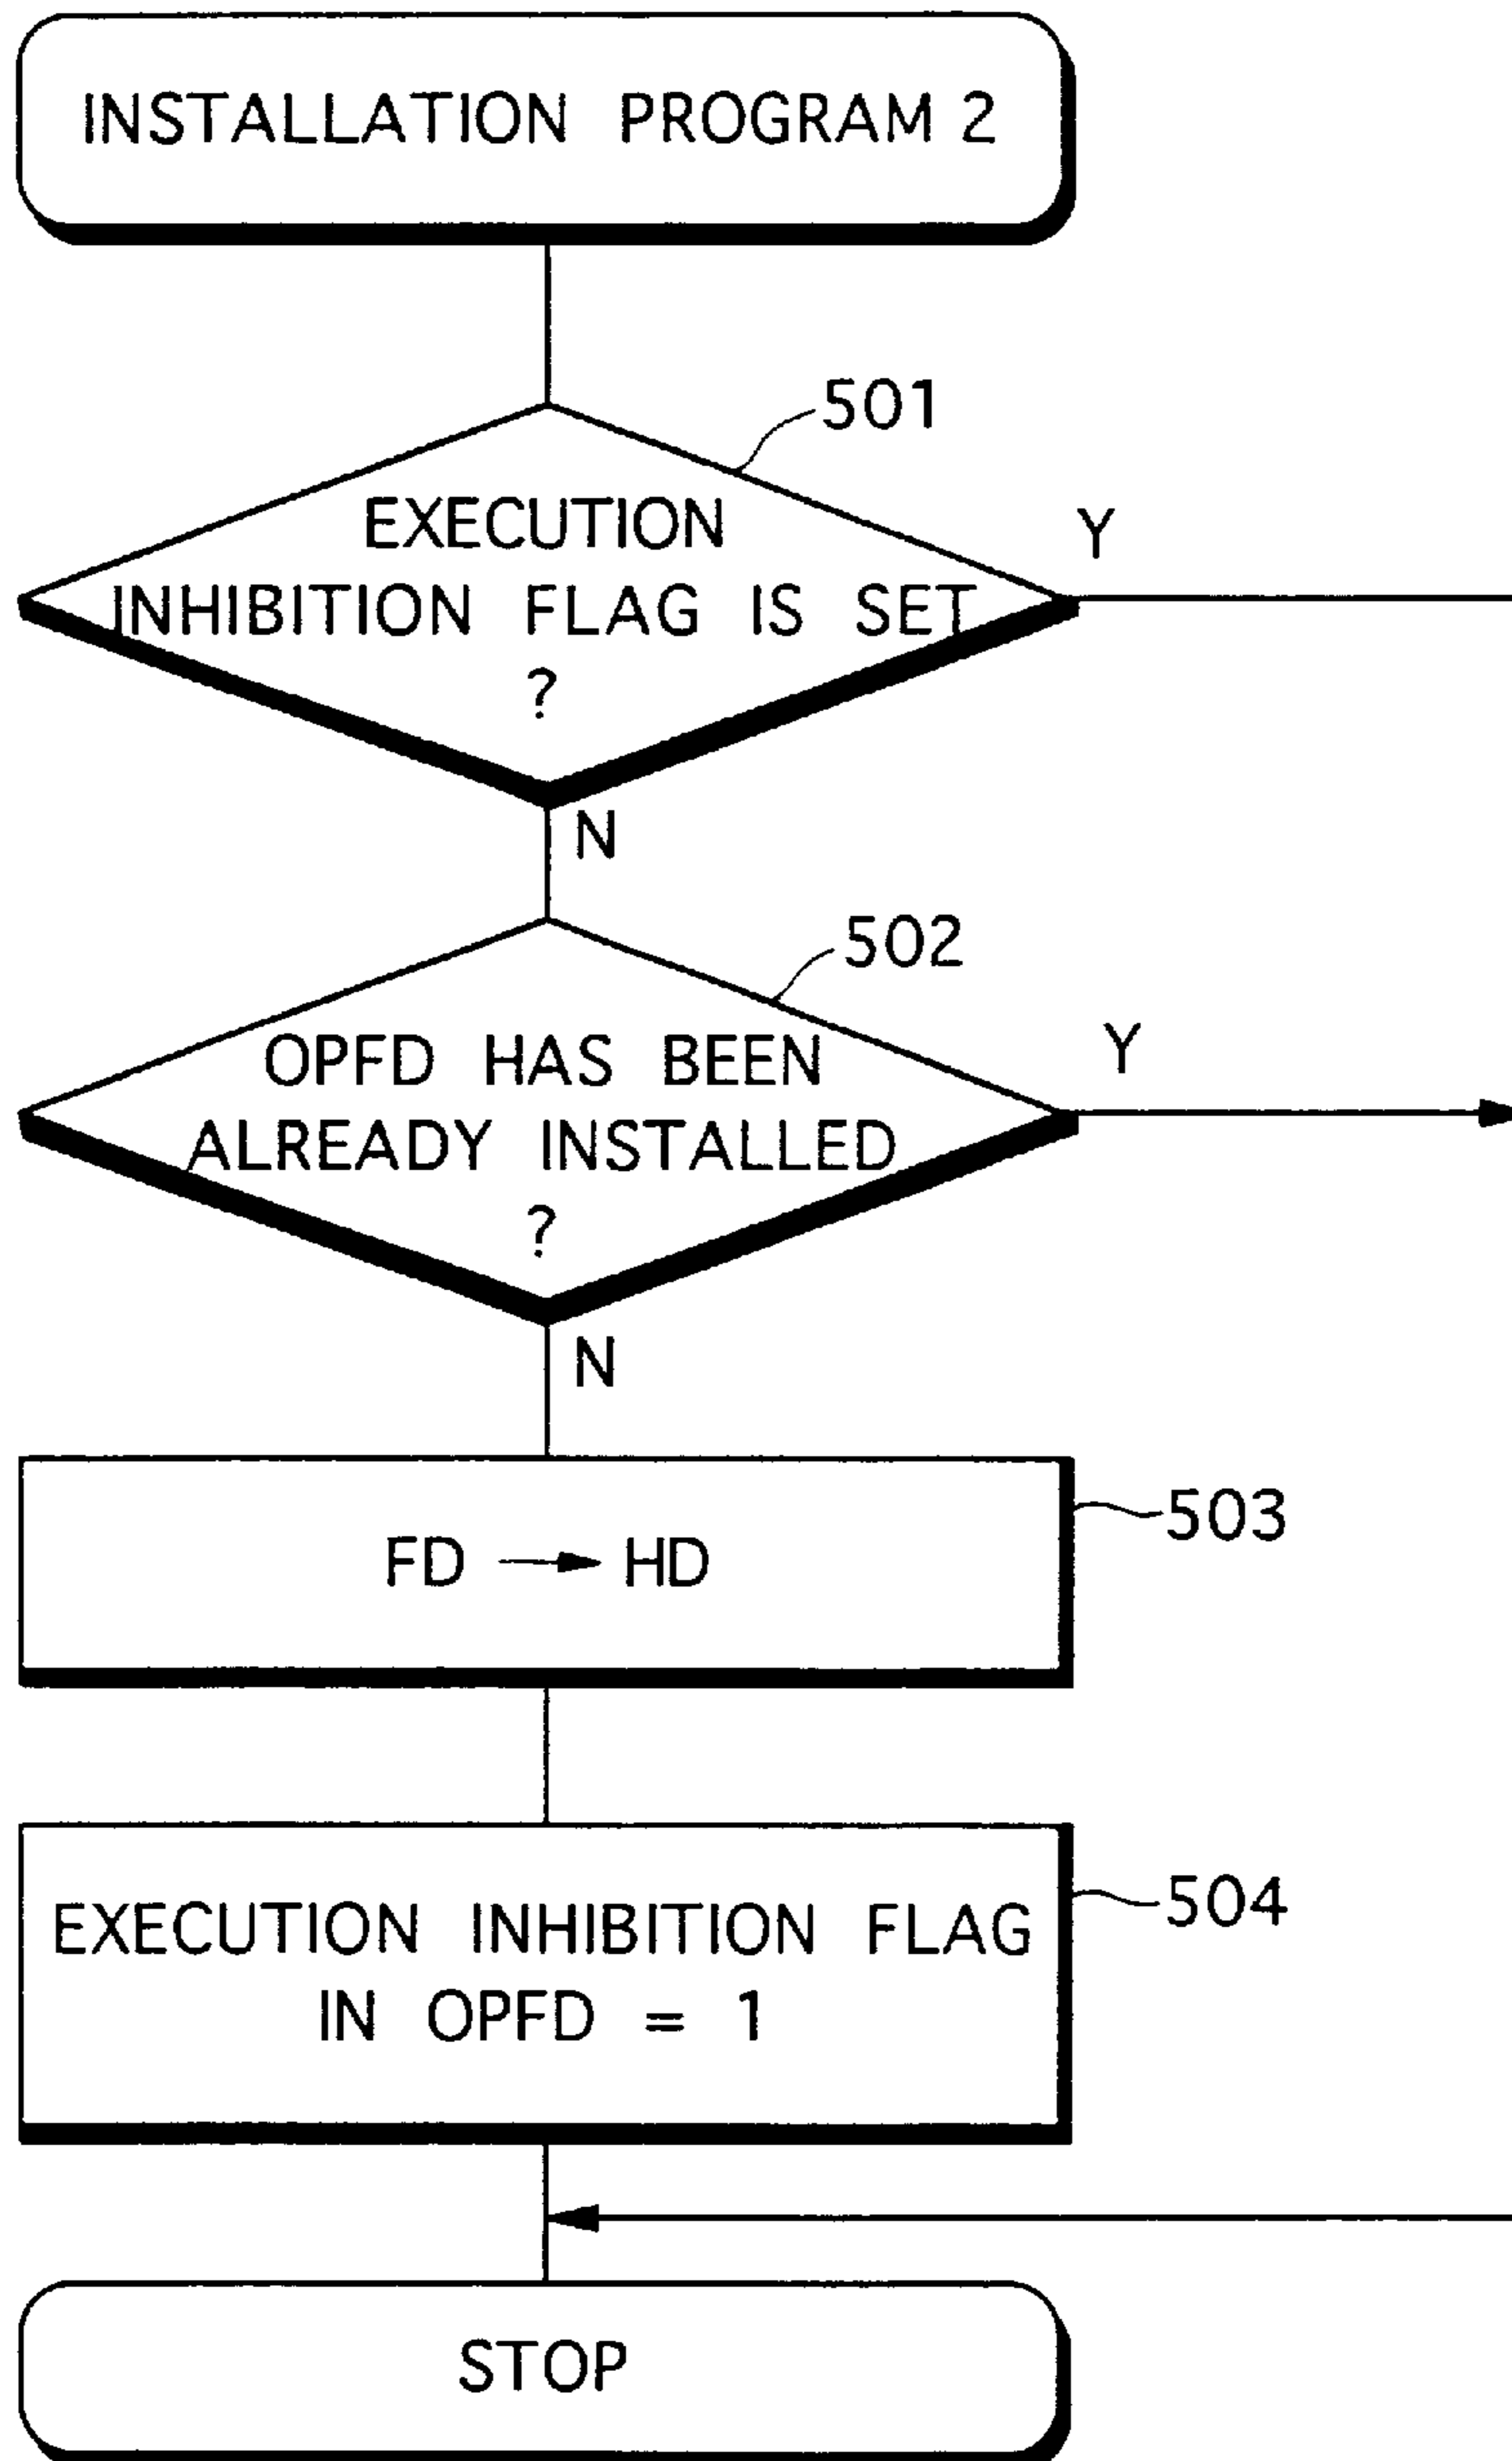 INSTALLATION PROGRAM 2
501
EXECUTION
INHIBITION FLAG IS SET
?
Y
N
502
OPFD HAS BEEN
ALREADY INSTALLED
?
Y
N
FD → HD
503
EXECUTION INHIBITION FLAG
IN OPFD = 1
504
STOP